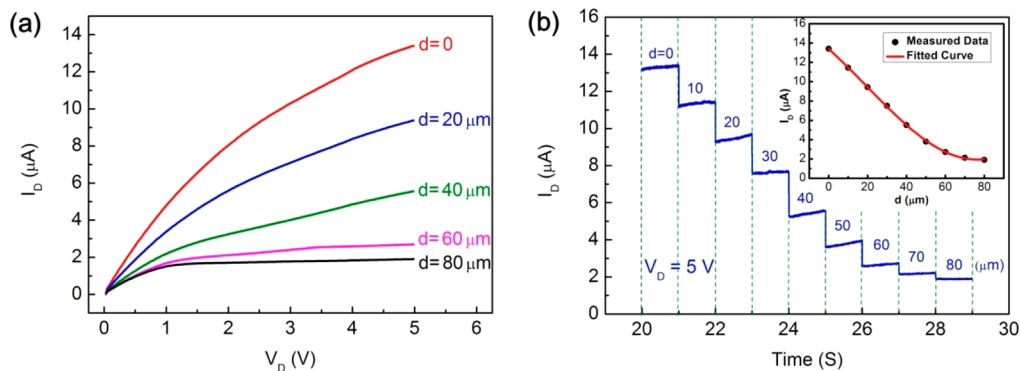 (a)
14
12
10
8
6
4
2
0
I_D (μA)
d= 0
d= 20 μm
d= 40 μm
d= 60 μm
d= 80 μm
0 1 2 3 4 5 6
V_D (V)
(b)
16
14
12
10
8
6
4
2
0
I_D (μA)
d=0
10
20
30
40
50
60
70
80
(μm)
V_D = 5 V
20 22 24 26 28 30
Time (S)
16
14
12
10
8
6
4
2
0
I_D (μA)
Measured Data
Fitted Curve
0 20 40 60 80
d (μm)